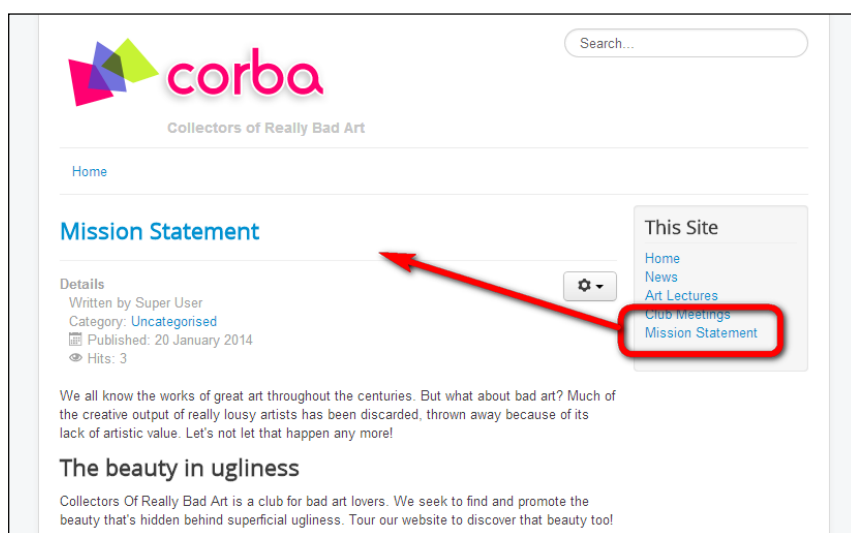 Search...
corba
Collectors of Really Bad Art
Home
Mission Statement
Details
Written by Super User
Category: Uncategorised
Published: 20 January 2014
Hits: 3
We all know the works of great art throughout the centuries. But what about bad art? Much of
the creative output of really lousy artists has been discarded, thrown away because of its
lack of artistic value. Let's not let that happen any more!
The beauty in ugliness
Collectors Of Really Bad Art is a club for bad art lovers. We seek to find and promote the
beauty that's hidden behind superficial ugliness. Tour our website to discover that beauty too!
This Site
Home
News
Art Lectures
Club Meetings
Mission Statement